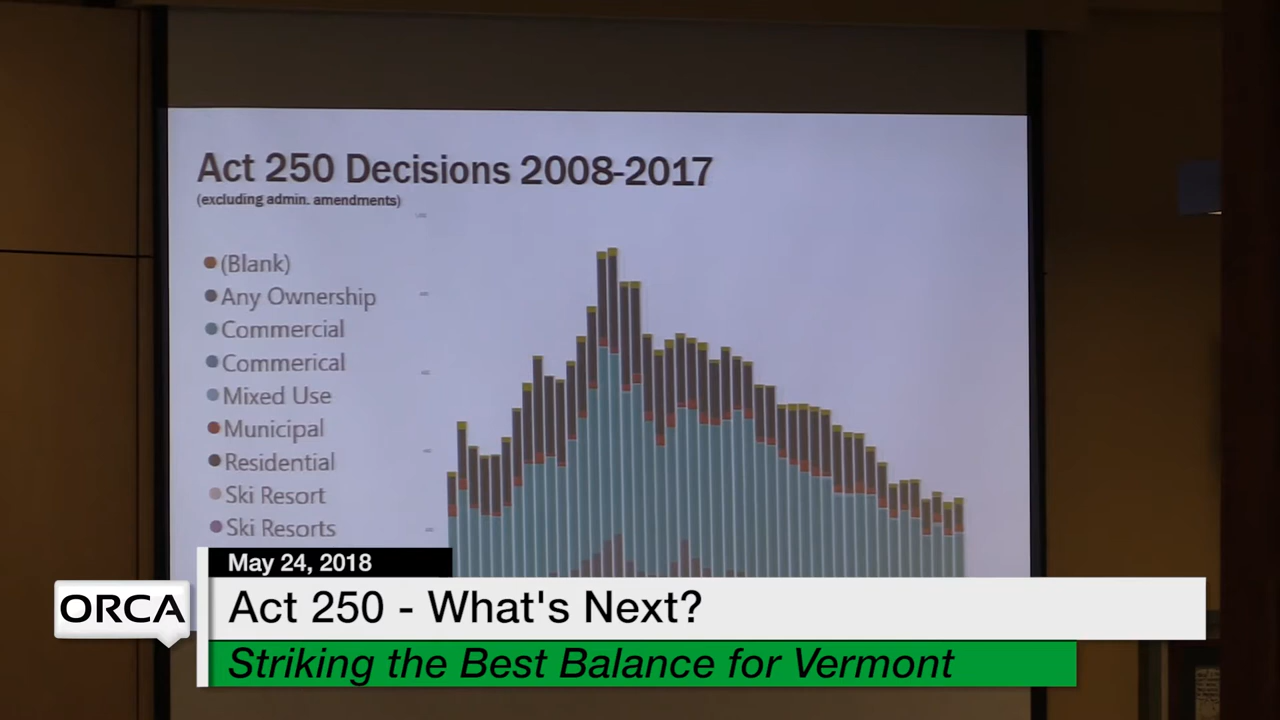 Act 250 Decisions 2008-2017
(excluding admin. amendments)
(Blank)
Any Ownership
Commercial
Commerical
Mixed Use
Municipal
Residential
Ski Resort
Ski Resorts
May 24, 2018
ORCA
Act 250 - What's Next?
Striking the Best Balance for Vermont